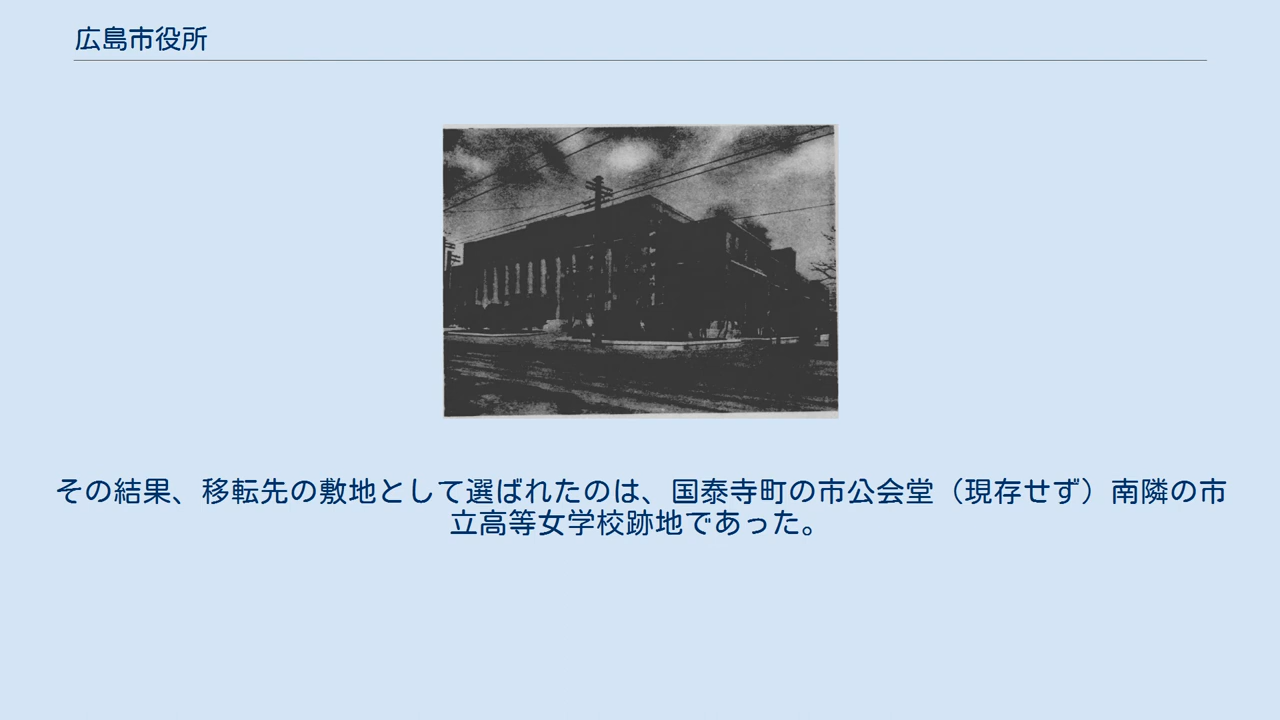 広島市役所
その結果、移転先の敷地として選ばれたのは、国泰寺町の市公会堂（現存せず）南隣の市
立高等女学校跡地であった。